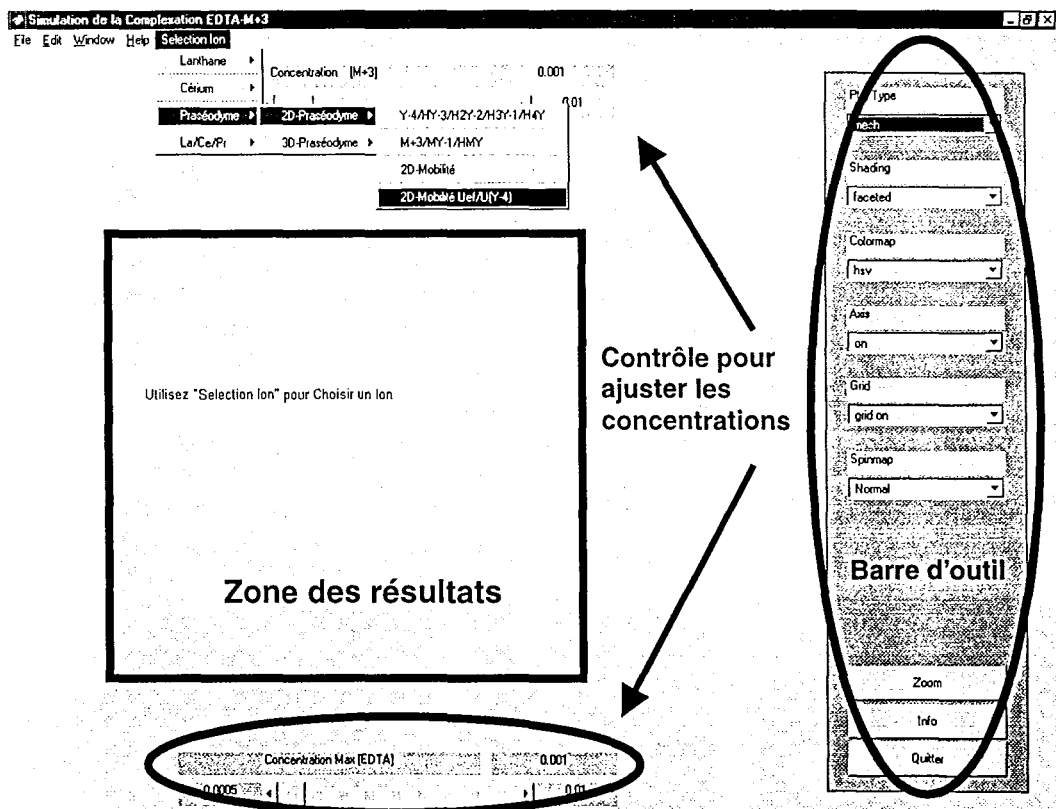 Simulation de la Complexation EDTA-M+3
File Edit Window Help Selection Ion
Lanthane
Cérium
Praséodyme
La/Ce/Pr
2D-Praséodyme
3D-Praséodyme
Y-4/HY-3/H2Y-2/H3Y-1/H4Y
M+3/MY-1/HMY
2D-Mobilité
2D-Mobilité Uef/U(Y-4)
Concentration [M+3]
0.001
0.01
Type
mech
Shading
faceted
Colormap
hsv
Axis
on
Grid
grid on
Spinmap
Normal
Barre d'outil
Zoom
Info
Quitter
Contrôle pour
ajuster les
concentrations
Utilisez "Selection Ion" pour Choisir un Ion
Zone des résultats
Concentration Max [EDTA]
0.001
0.0005
0.01